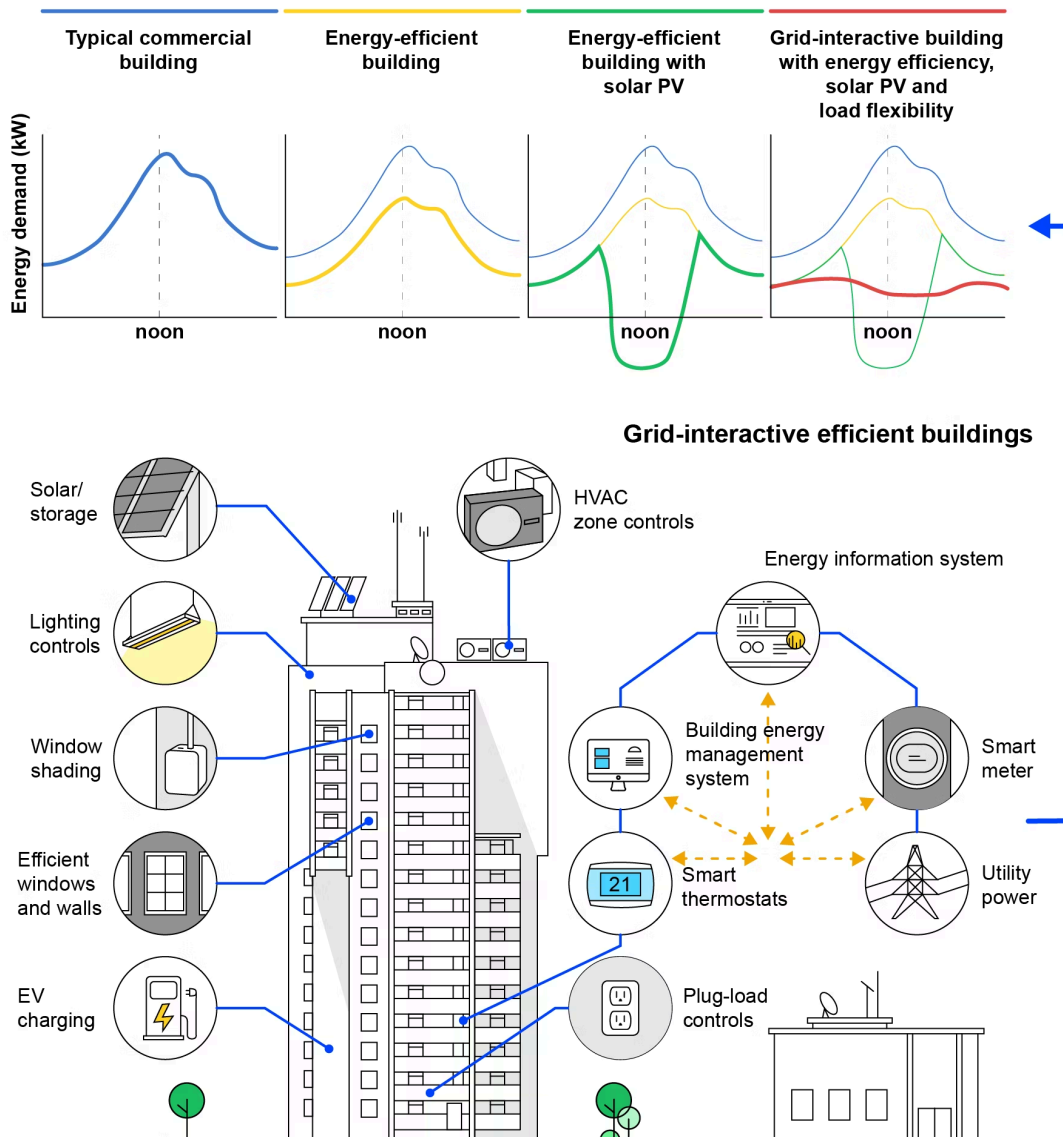 Typical commercial
building
Energy-efficient
building
Energy-efficient
building with
solar PV
Grid-interactive building
with energy efficiency,
solar PV and
load flexibility
Energy demand (kW)
noon
noon
noon
noon
Grid-interactive efficient buildings
Solar/
storage
HVAC
zone controls
Energy information system
Lighting
controls
Window
shading
Building energy
management
system
Smart
meter
Efficient
windows
and walls
21
Smart
thermostats
Utility
power
EV
charging
Plug-load
controls